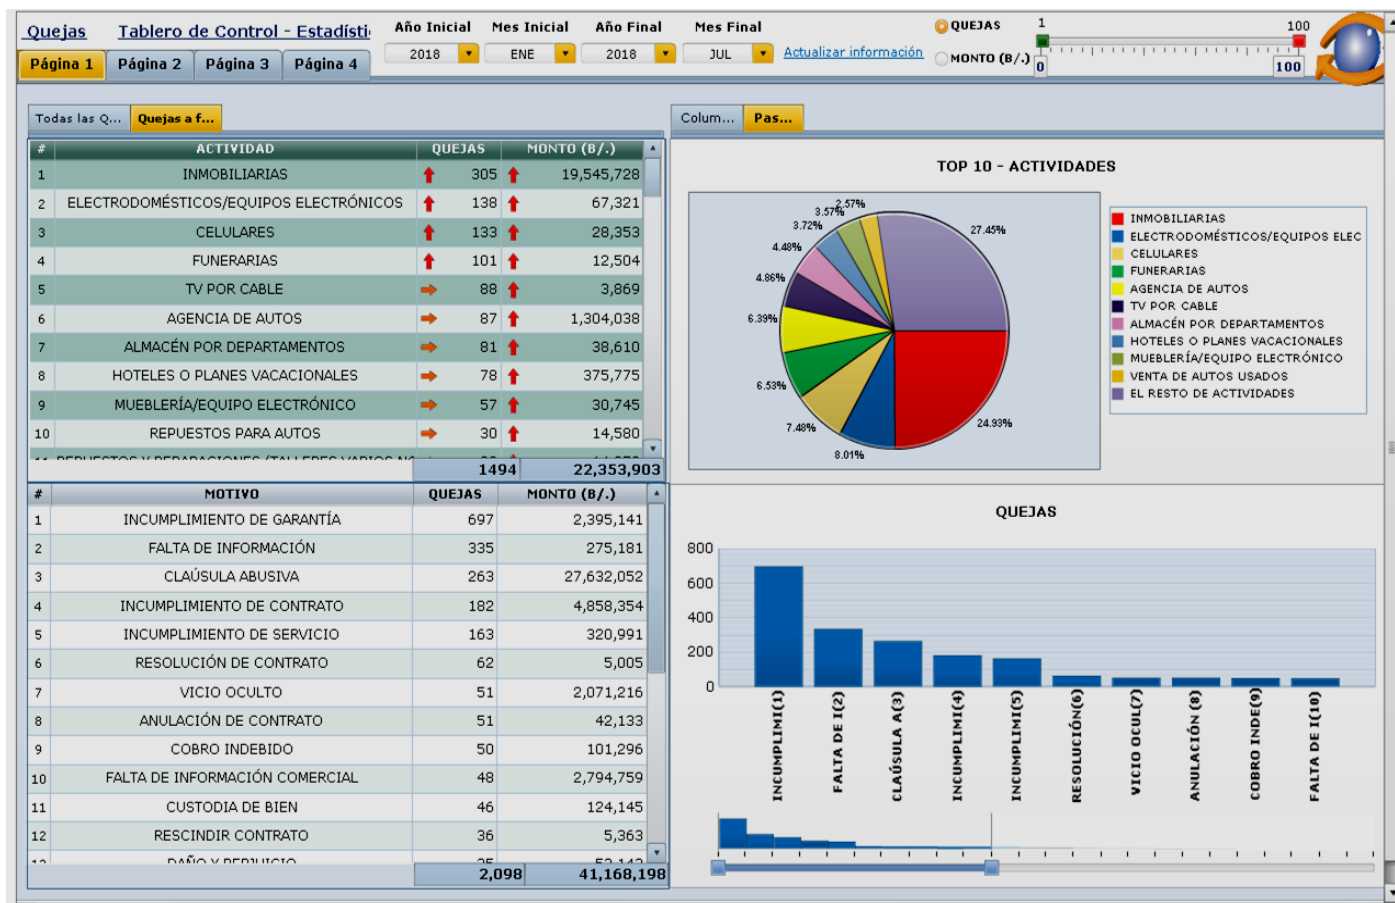 Quejas Tablero de Control - Estadísti
Año Inicial Mes Inicial Año Final Mes Final
2018 ENE 2018 JUL Actualizar información
QUEJAS
MONTO (B/.)
1 100
0 100
Página 1 Página 2 Página 3 Página 4
Todas las Q... Quejas a f...
# ACTIVIDAD QUEJAS MONTO (B/.)
1 INMOBILIARIAS 305 19,545,728
2 ELECTRODOMÉSTICOS/EQUIPOS ELECTRÓNICOS 138 67,321
3 CELULARES 133 28,353
4 FUNERARIAS 101 12,504
5 TV POR CABLE 88 3,869
6 AGENCIA DE AUTOS 87 1,304,038
7 ALMACÉN POR DEPARTAMENTOS 81 38,610
8 HOTELES O PLANES VACACIONALES 78 375,775
9 MUEBLERÍA/EQUIPO ELECTRÓNICO 57 30,745
10 REPUESTOS PARA AUTOS 30 14,580
1494 22,353,903
# MOTIVO QUEJAS MONTO (B/.)
1 INCUMPLIMIENTO DE GARANTÍA 697 2,395,141
2 FALTA DE INFORMACIÓN 335 275,181
3 CLAÚSULA ABUSIVA 263 27,632,052
4 INCUMPLIMIENTO DE CONTRATO 182 4,858,354
5 INCUMPLIMIENTO DE SERVICIO 163 320,991
6 RESOLUCIÓN DE CONTRATO 62 5,005
7 VICIO OCULTO 51 2,071,216
8 ANULACIÓN DE CONTRATO 51 42,133
9 COBRO INDEBIDO 50 101,296
10 FALTA DE INFORMACIÓN COMERCIAL 48 2,794,759
11 CUSTODIA DE BIEN 46 124,145
12 RESCINDIR CONTRATO 36 5,363
2,098 41,168,198
Colum... Pas...
TOP 10 - ACTIVIDADES
27.45%
24.93%
8.01%
7.48%
6.53%
6.39%
4.86%
4.48%
3.72%
3.57%
2.57%
INMOBILIARIAS
ELECTRODOMÉSTICOS/EQUIPOS ELEC
CELULARES
FUNERARIAS
AGENCIA DE AUTOS
TV POR CABLE
ALMACÉN POR DEPARTAMENTOS
HOTELES O PLANES VACACIONALES
MUEBLERÍA/EQUIPO ELECTRÓNICO
VENTA DE AUTOS USADOS
EL RESTO DE ACTIVIDADES
QUEJAS
800
600
400
200
0
INCUMPLIMI(1)
FALTA DE I(2)
CLAÚSULA A(3)
INCUMPLIMI(4)
INCUMPLIMI(5)
RESOLUCIÓN(6)
VICIO OCUL(7)
ANULACIÓN (8)
COBRO INDE(9)
FALTA DE I(10)